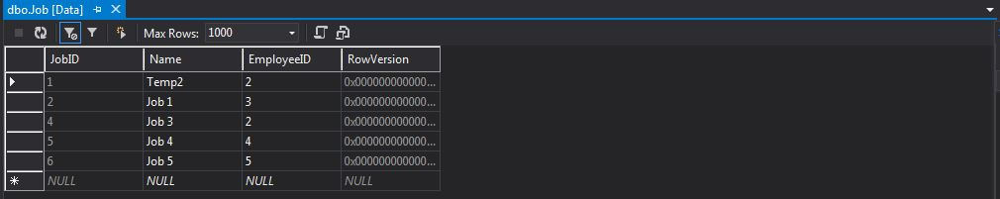 dbo.Job [Data]
Max Rows: 1000
JobID Name EmployeeID RowVersion
1 Temp2 2 0x000000000000...
2 Job 1 3 0x000000000000...
4 Job 3 2 0x000000000000...
5 Job 4 4 0x000000000000...
6 Job 5 5 0x000000000000...
NULL NULL NULL NULL